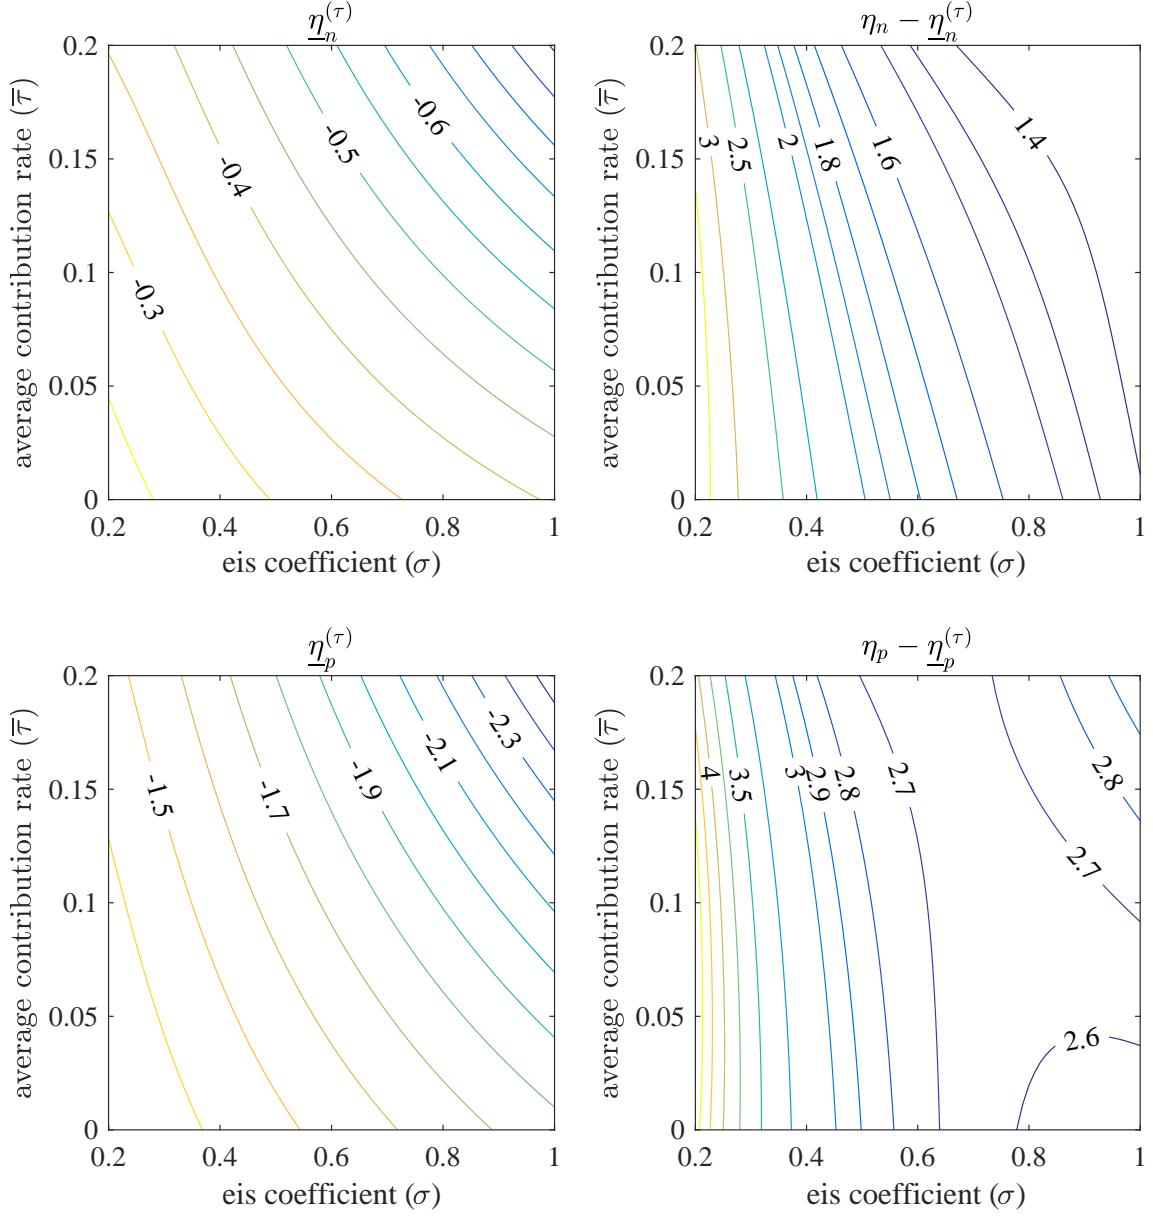 η_n^(τ)
0.2
0.15
0.1
0.05
0
average contribution rate (τ̅)
-0.3
-0.4
-0.5
-0.6
0.2 0.4 0.6 0.8 1
eis coefficient (σ)
η_n − η_n^(τ)
0.2
0.15
0.1
0.05
0
average contribution rate (τ̅)
3
2.5
2
1.8
1.6
1.4
0.2 0.4 0.6 0.8 1
eis coefficient (σ)
η_p^(τ)
0.2
0.15
0.1
0.05
0
average contribution rate (τ̅)
-1.5
-1.7
-1.9
-2.1
-2.3
0.2 0.4 0.6 0.8 1
eis coefficient (σ)
η_p − η_p^(τ)
0.2
0.15
0.1
0.05
0
average contribution rate (τ̅)
4
3.5
3
2.9
2.8
2.7
2.8
2.7
2.6
0.2 0.4 0.6 0.8 1
eis coefficient (σ)